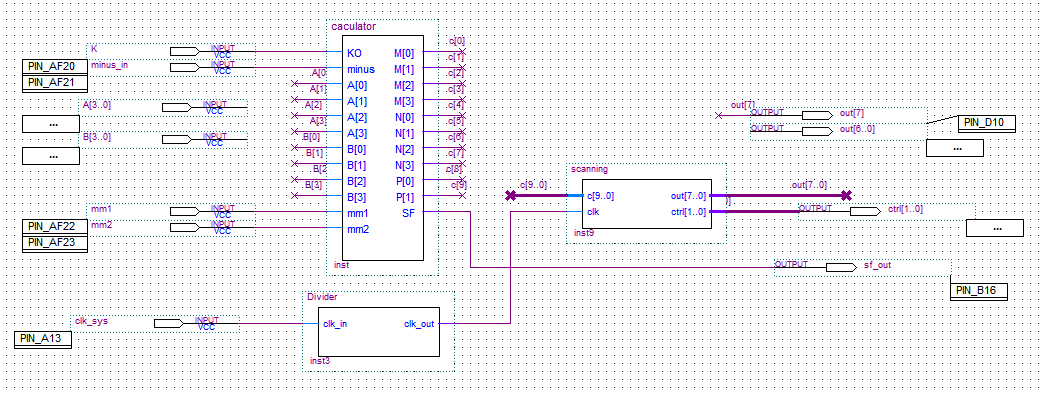 caculator
K
INPUT
VCC
PIN_AF20
minus_in
INPUT
VCC
PIN_AF21
A[3..0]
INPUT
VCC
...
B[3..0]
INPUT
VCC
...
mm1
INPUT
VCC
PIN_AF22
mm2
INPUT
VCC
PIN_AF23
A[0
A[1]
A[2]
A[3]
B[0]
B[1]
B[2
B[3]
KO
minus
A[0]
A[1]
A[2]
A[3]
B[0]
B[1]
B[2]
B[3]
mm1
mm2
M[0]
M[1]
M[2]
M[3]
N[0]
N[1]
N[2]
N[3]
P[0]
P[1]
SF
inst
c[0]
c[1]
c[2]
c[3]
c[4]
c[5]
c[6]
c[7]
c[8]
c[9]
out[7]
OUTPUT
out[7]
OUTPUT
out[6..0]
PIN_D10
...
scanning
c[9..0]
c[9..0]
out[7..0]
out[7..0]
clk
ctrl[1..0]
]
OUTPUT
ctrl[1..0]
...
inst9
OUTPUT
sf_out
PIN_B16
Divider
clk_sys
INPUT
VCC
clk_in
clk_out
PIN_A13
inst3